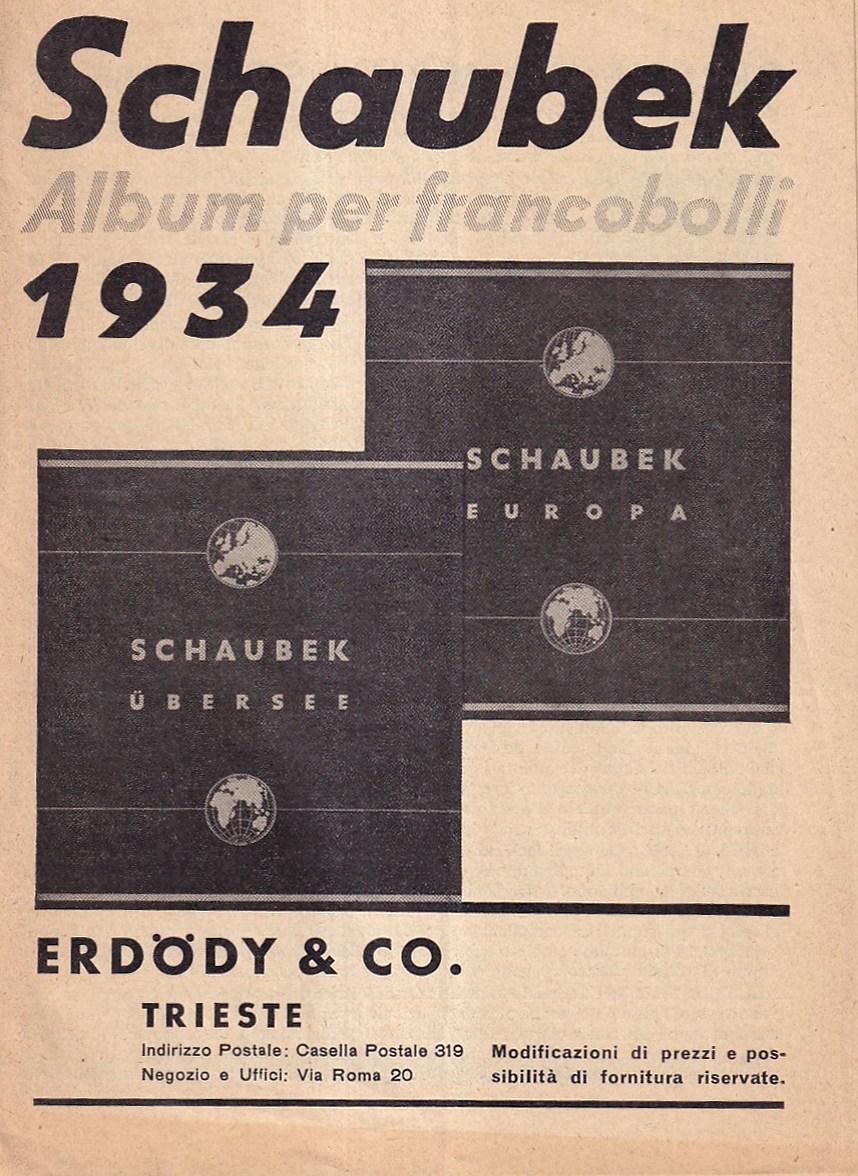 Schaubek
Album per francobolli
1934
SCHAUBEK
EUROPA
SCHAUBEK
ÜBERSEE
ERDÖDY & CO.
TRIESTE
Indirizzo Postale: Casella Postale 319
Negozio e Uffici: Via Roma 20
Modificazioni di prezzi e pos-
sibilità di fornitura riservate.